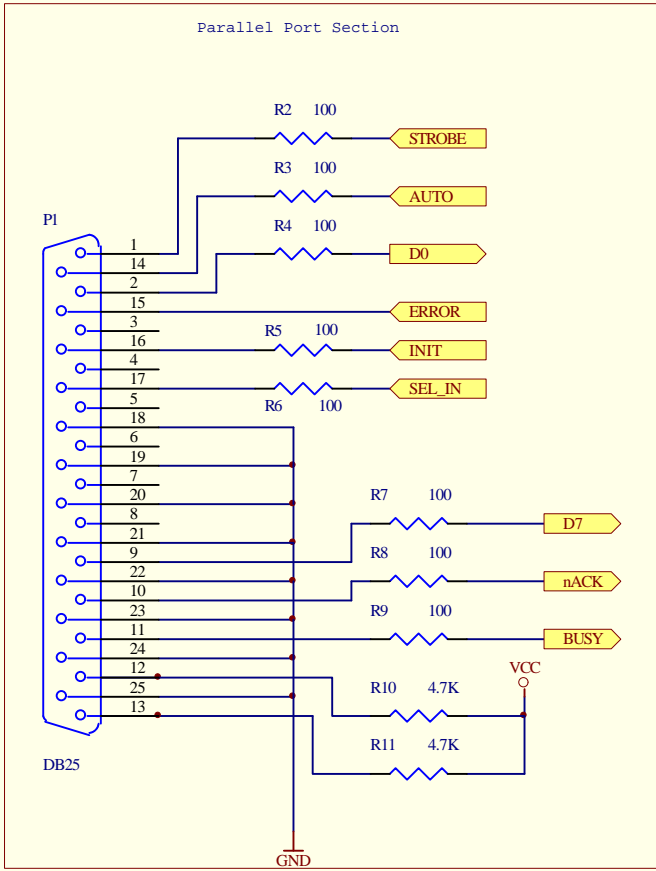 Parallel Port Section
R2 100
STROBE
R3 100
AUTO
P1
R4 100
1
D0
14
2
15
ERROR
3
R5 100
16
INIT
4
17
SEL_IN
5
R6 100
18
6
19
7
20
R7 100
8
D7
21
9
R8 100
22
nACK
10
R9 100
23
11
BUSY
24
12
VCC
25
R10 4.7K
13
R11 4.7K
DB25
GND